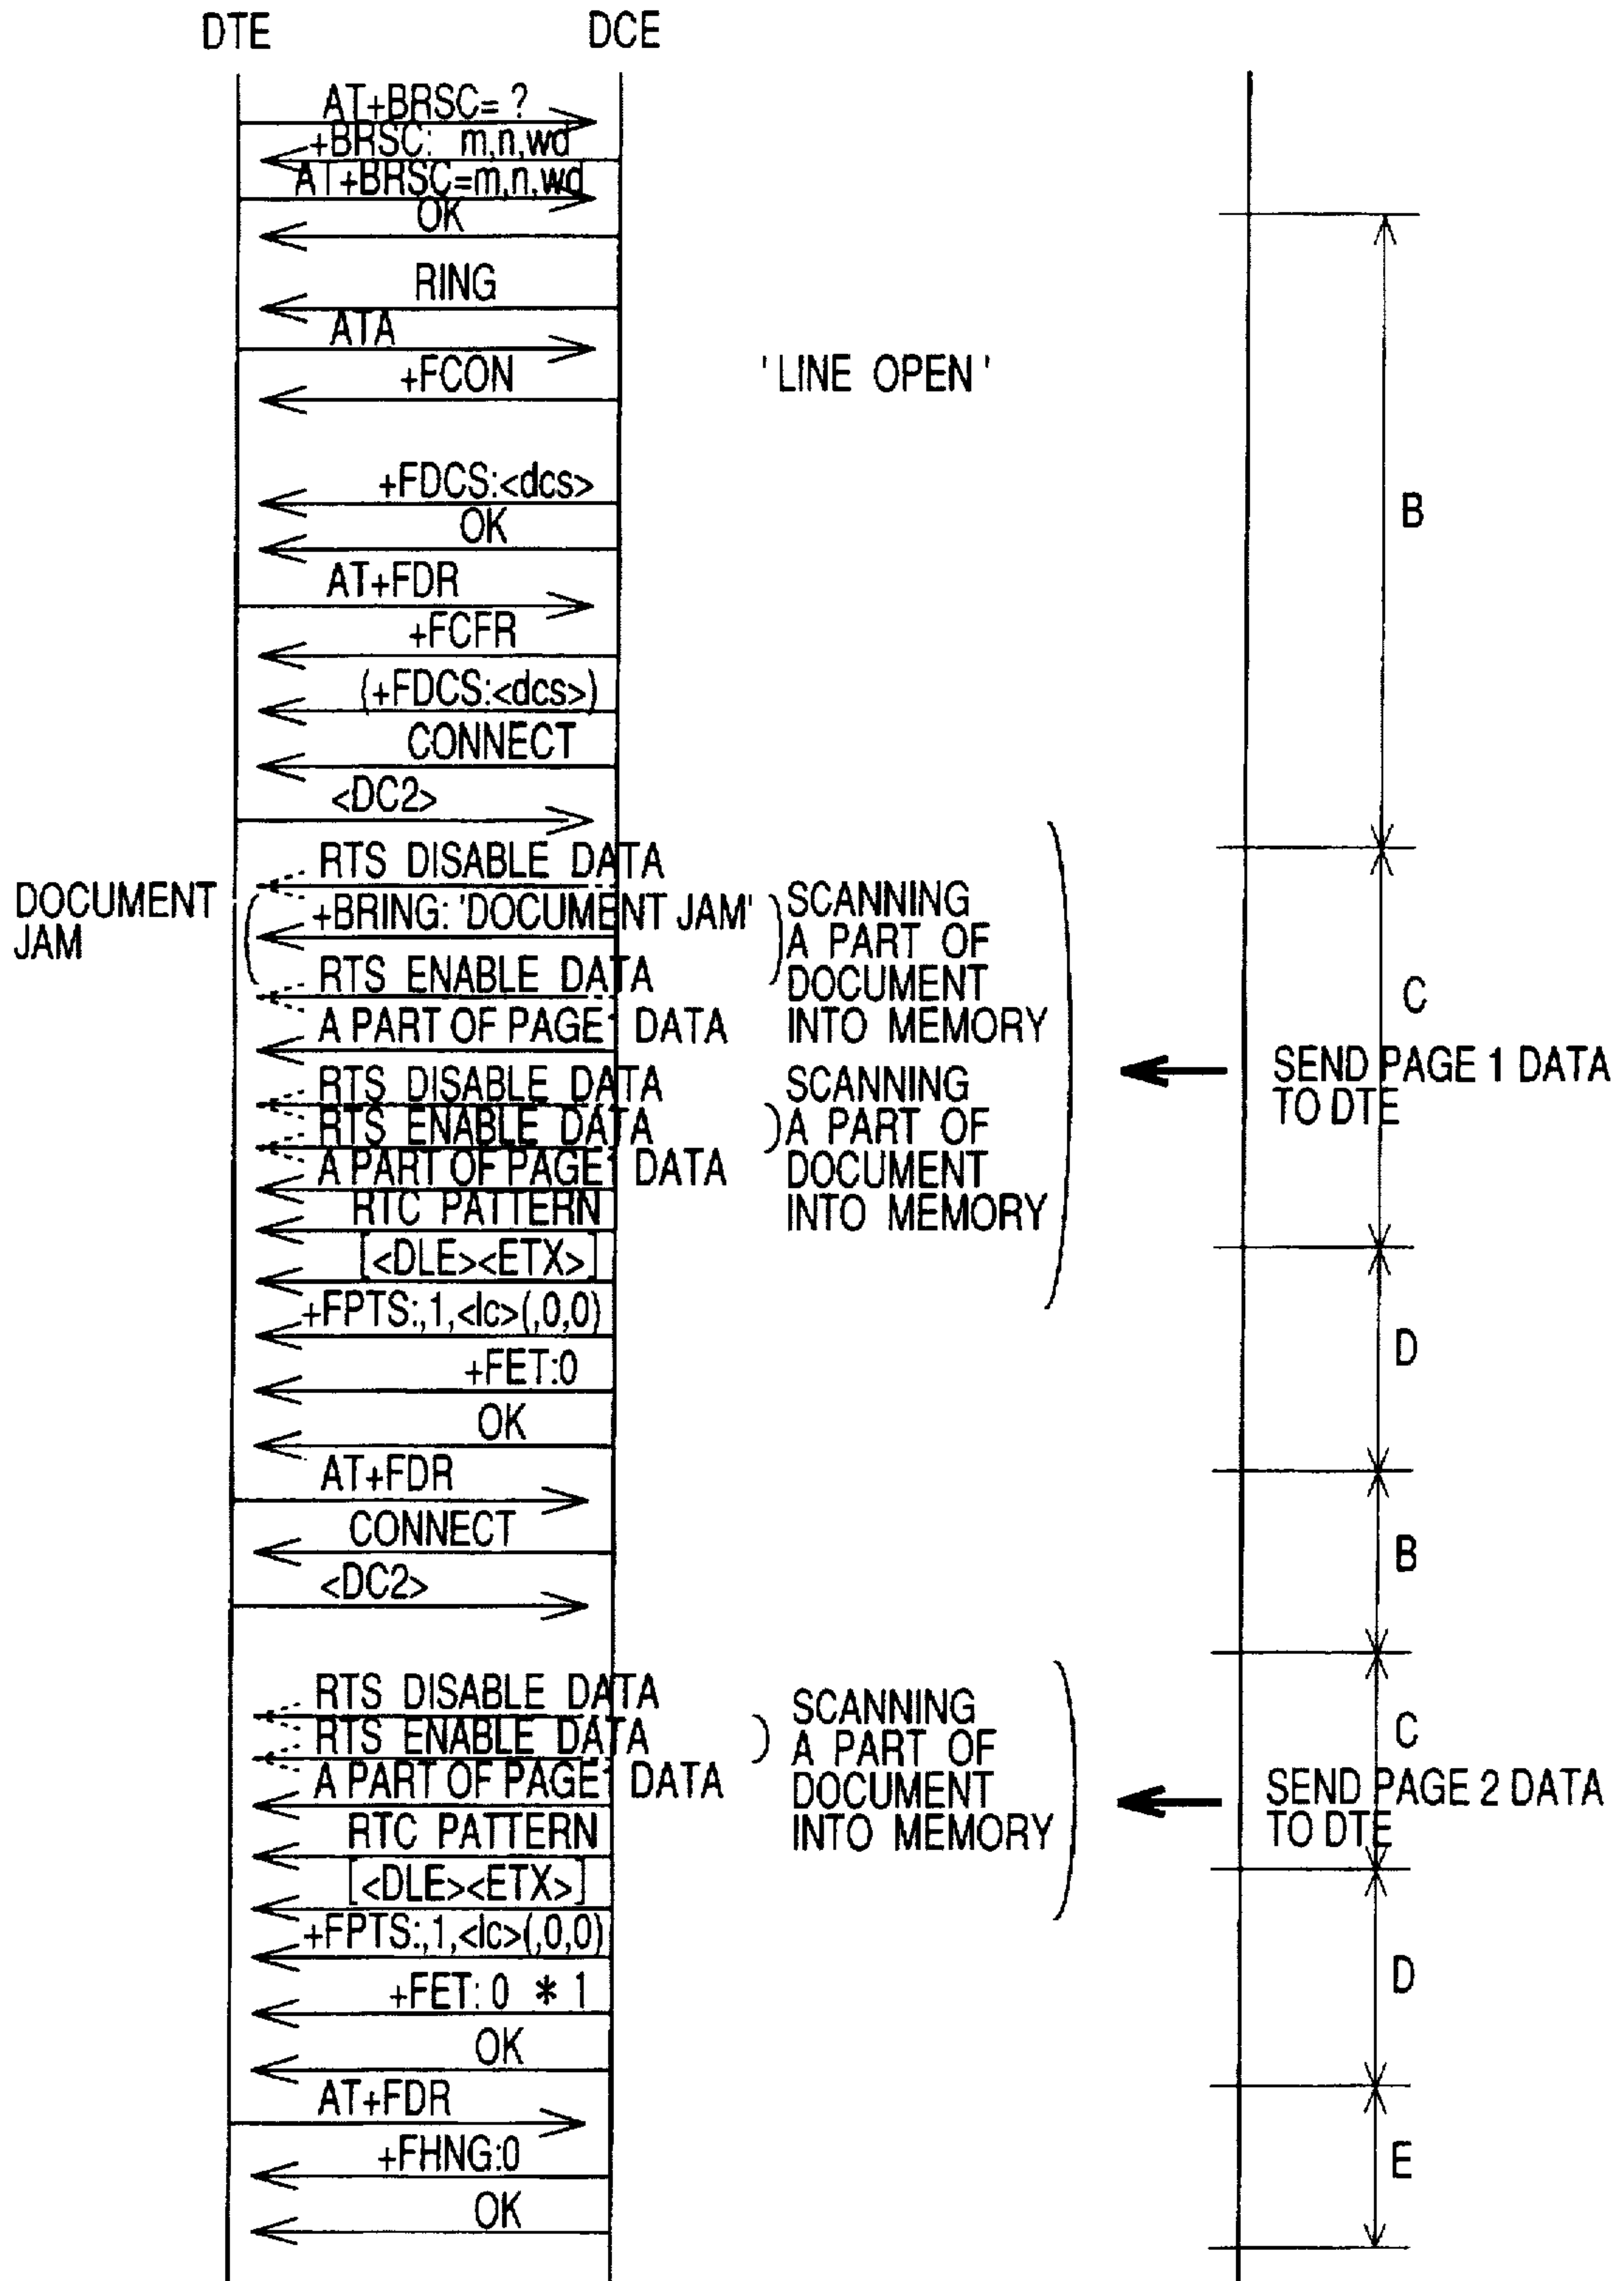 DTE
DCE
AT+BRSC= ?
+BRSC: m,n,wd
AT+BRSC=m,n,wd
OK
RING
ATA
+FCON
'LINE OPEN'
+FDCS:<dcs>
OK
B
AT+FDR
+FCFR
(+FDCS:<dcs>)
CONNECT
<DC2>
RTS DISABLE DATA
DOCUMENT
JAM
+BRING: 'DOCUMENT JAM'
RTS ENABLE DATA
SCANNING
A PART OF
DOCUMENT
INTO MEMORY
C
A PART OF PAGE1 DATA
SEND PAGE 1 DATA
TO DTE
RTS DISABLE DATA
RTS ENABLE DATA
A PART OF PAGE1 DATA
SCANNING
A PART OF
DOCUMENT
INTO MEMORY
RTC PATTERN
[<DLE><ETX>]
+FPTS:,1,<lc>(,0,0)
D
+FET:0
OK
AT+FDR
CONNECT
B
<DC2>
RTS DISABLE DATA
RTS ENABLE DATA
A PART OF PAGE1 DATA
SCANNING
A PART OF
DOCUMENT
INTO MEMORY
C
SEND PAGE 2 DATA
TO DTE
RTC PATTERN
[<DLE><ETX>]
+FPTS:,1,<lc>(,0,0)
D
+FET: 0 * 1
OK
AT+FDR
+FHNG:0
E
OK